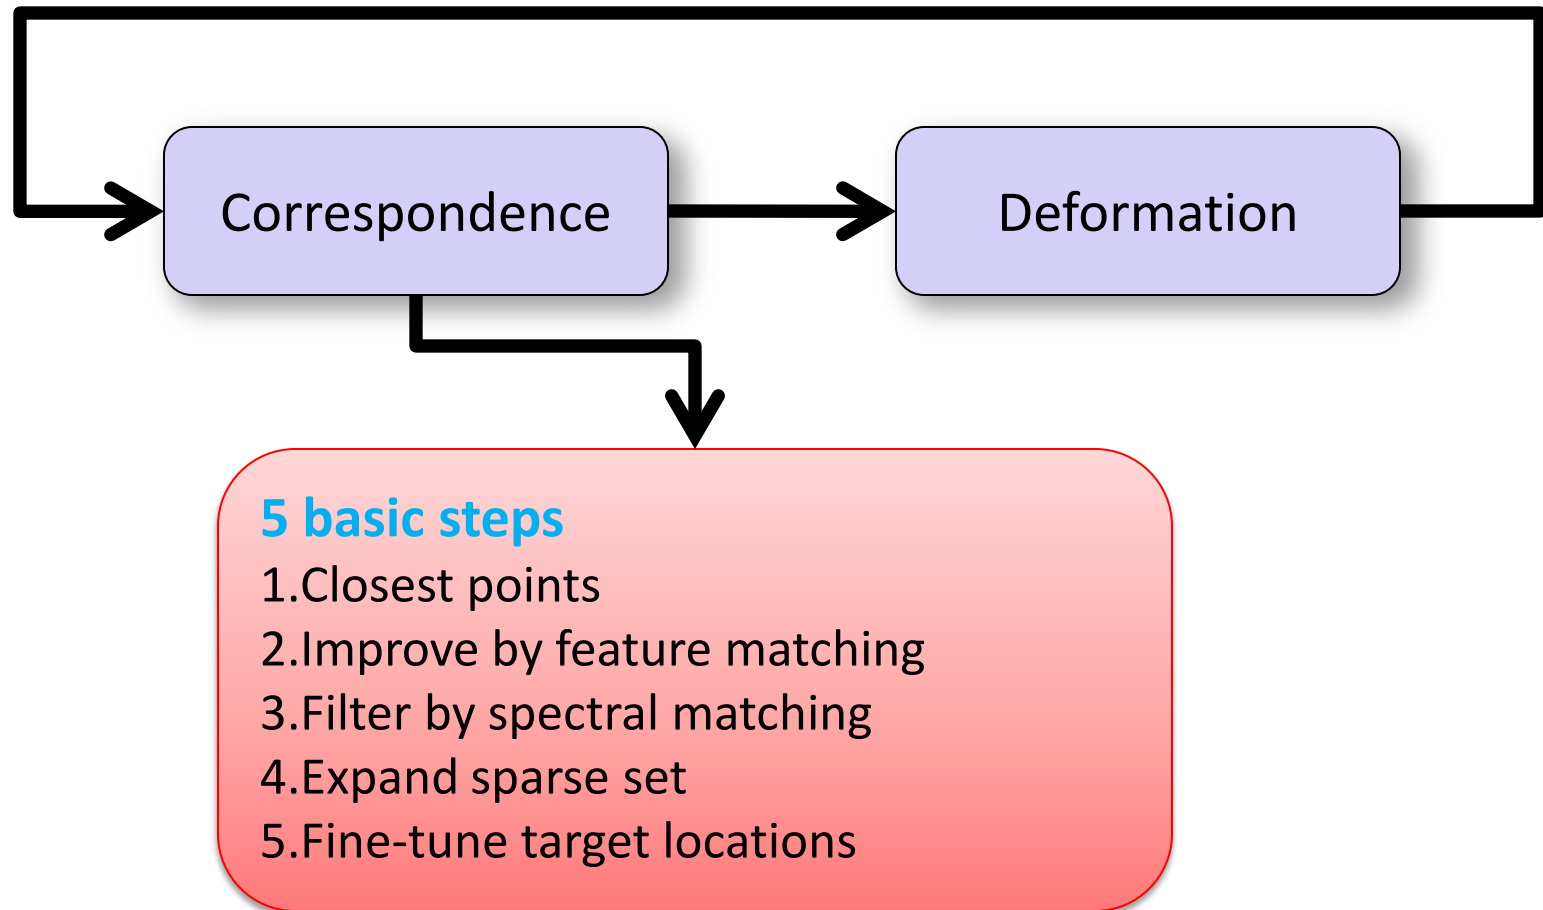 Correspondence
Deformation
5 basic steps
1.Closest points
2.Improve by feature matching
3.Filter by spectral matching
4.Expand sparse set
5.Fine-tune target locations